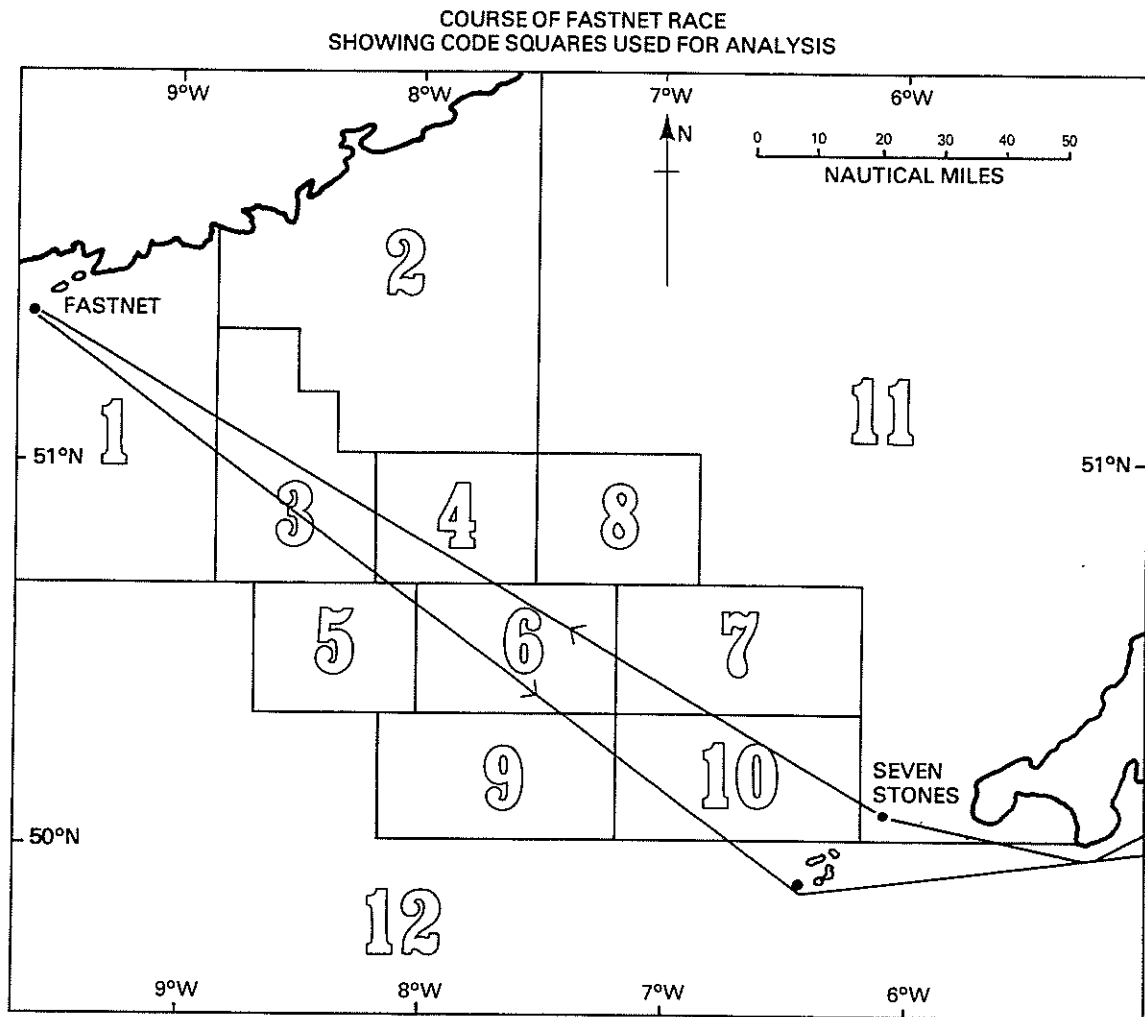 COURSE OF FASTNET RACE
SHOWING CODE SQUARES USED FOR ANALYSIS
9°W 8°W 7°W 6°W
N
0 10 20 30 40 50
NAUTICAL MILES
2
FASTNET
1
11
51°N
51°N
3
4
8
5
6
7
9
10
SEVEN
STONES
50°N
12
9°W 8°W 7°W 6°W